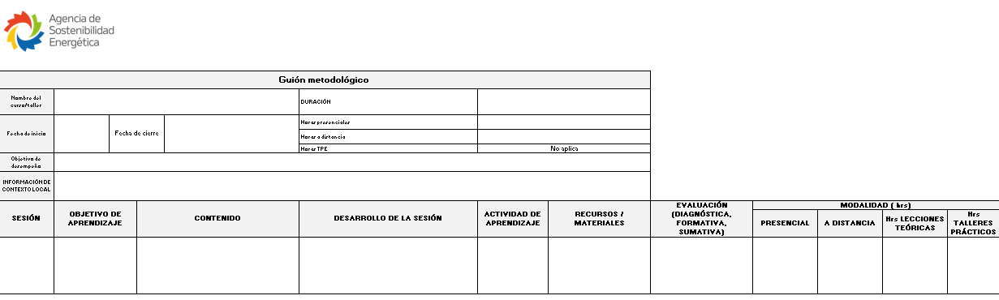 Agencia de
Sostenibilidad
Energética
Guión metodológico
Nombre del
curso/taller
DURACIÓN
Fecha de inicio
Fecha de cierre
Horas presenciales
Horas a distancia
Horas TPE
No aplica
Objetivo de
desempeño
INFORMACIÓN DE
CONTEXTO LOCAL
SESIÓN
OBJETIVO DE
APRENDIZAJE
CONTENIDO
DESARROLLO DE LA SESIÓN
ACTIVIDAD DE
APRENDIZAJE
RECURSOS /
MATERIALES
EVALUACIÓN
(DIAGNÓSTICA,
FORMATIVA,
SUMATIVA)
MODALIDAD ( hrs)
PRESENCIAL
A DISTANCIA
Hrs LECCIONES
TEÓRICAS
Hrs
TALLERES
PRÁCTICOS